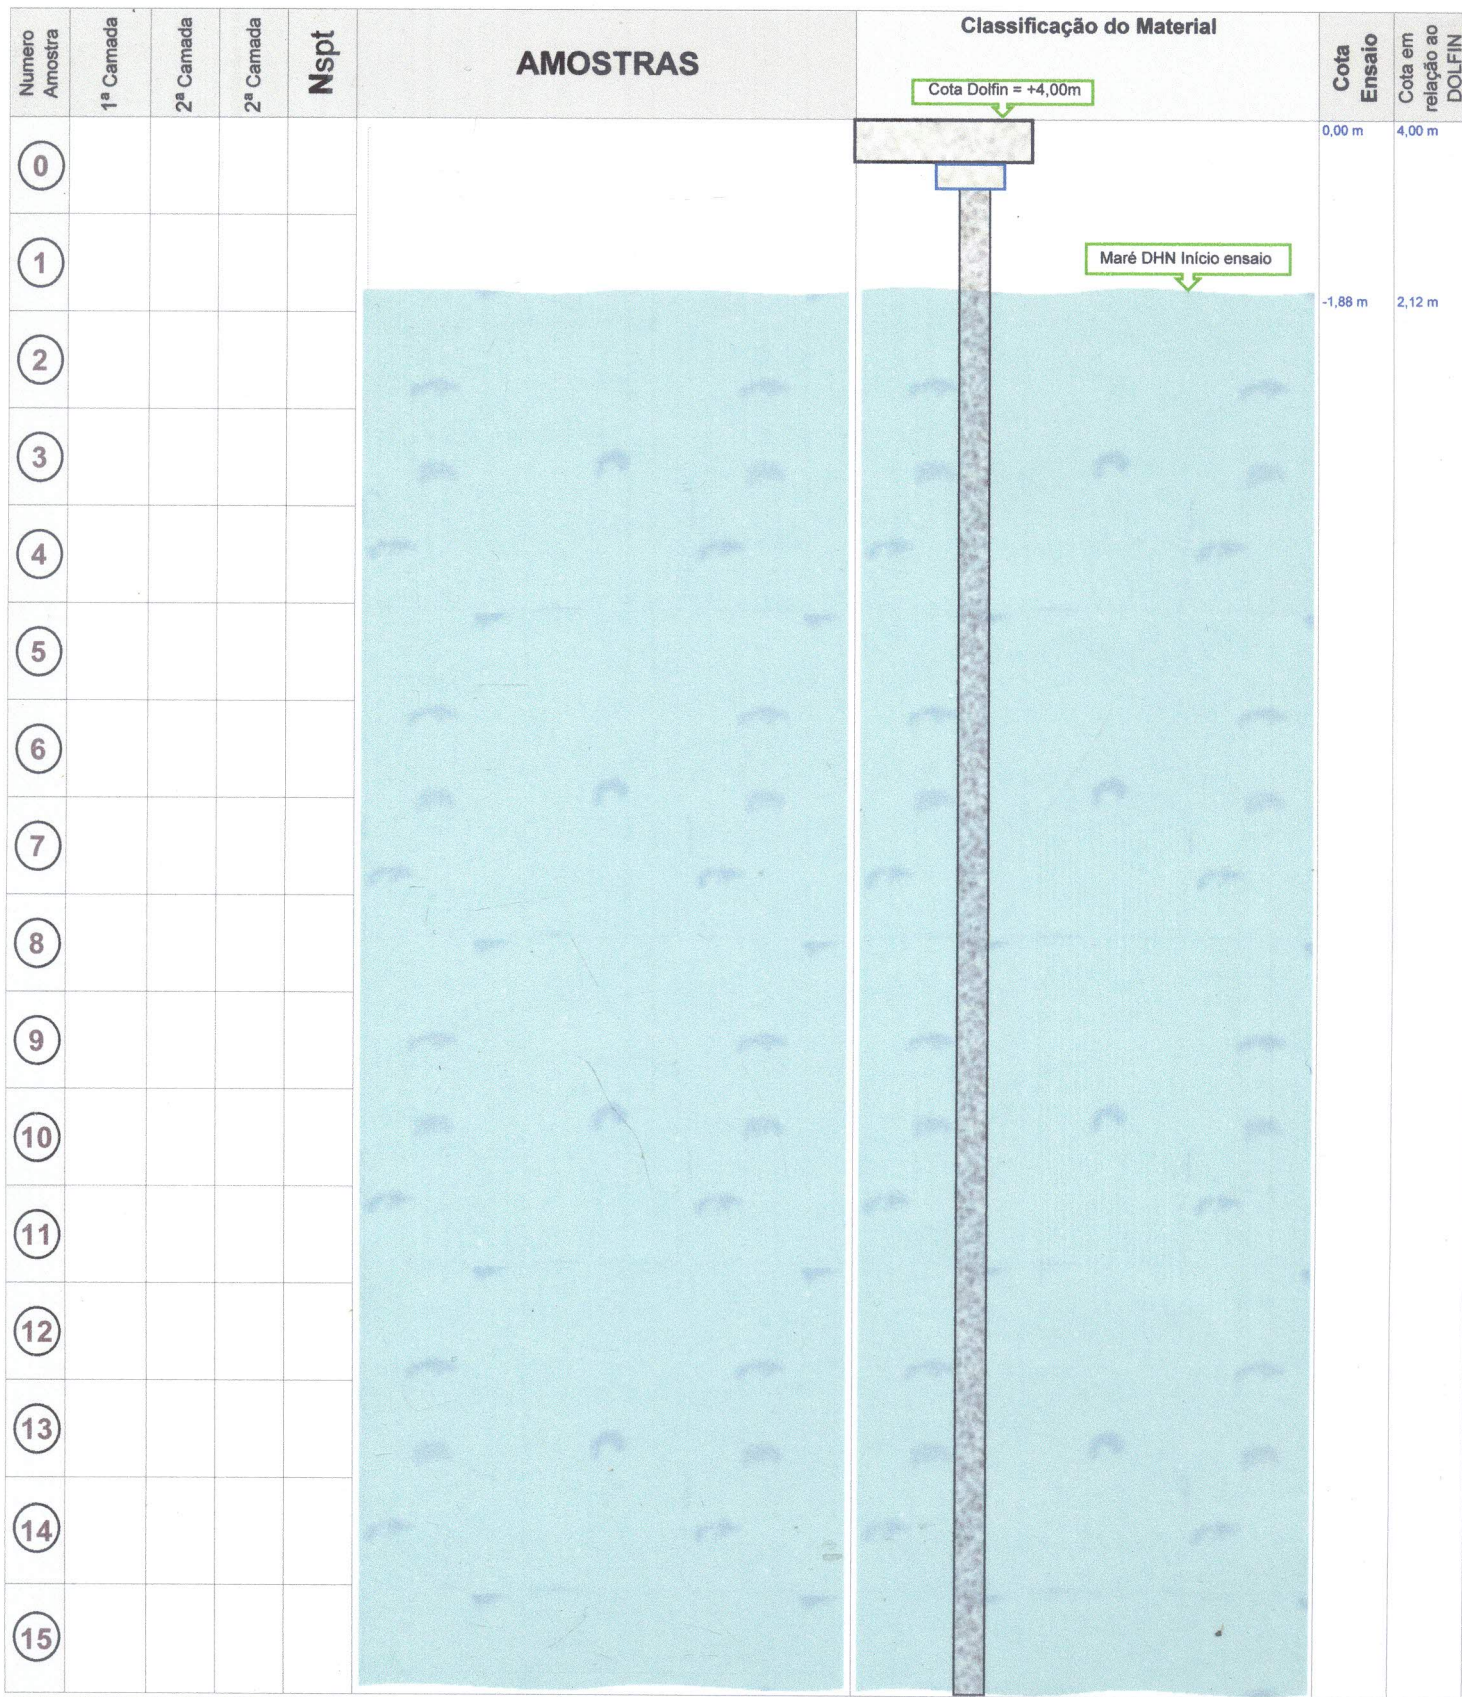 Numero
Amostra
1ª Camada
2ª Camada
2ª Camada
Nspt
AMOSTRAS
Classificação do Material
Cota
Ensaio
Cota em
relação ao
DOLFIN
Cota Dolfin = +4,00m
0,00 m
4,00 m
0
1
Maré DHN Início ensaio
-1,88 m
2,12 m
2
3
4
5
6
7
8
9
10
11
12
13
14
15